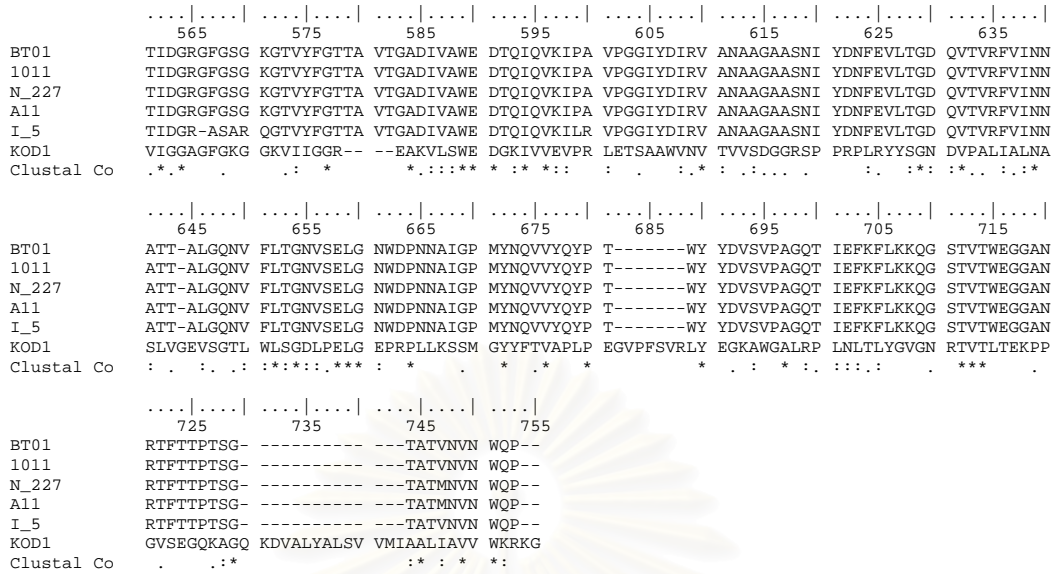 ....|....| ....|....| ....|....| ....|....| ....|....| ....|....| ....|....| ....|....|
565 575 585 595 605 615 625 635
BT01 TIDGRGFGSG KGTVYFGTTA VTGADIVAWE DTQIQVKIPA VPGGIYDIRV ANAAGAASNI YDNFEVLTGD QVTVRFVINN
1011 TIDGRGFGSG KGTVYFGTTA VTGADIVAWE DTQIQVKIPA VPGGIYDIRV ANAAGAASNI YDNFEVLTGD QVTVRFVINN
N_227 TIDGRGFGSG KGTVYFGTTA VTGADIVAWE DTQIQVKIPA VPGGIYDIRV ANAAGAASNI YDNFEVLTGD QVTVRFVINN
A11 TIDGRGFGSG KGTVYFGTTA VTGADIVAWE DTQIQVKIPA VPGGIYDIRV ANAAGAASNI YDNFEVLTGD QVTVRFVINN
I_5 TIDGR-ASAR QGTVYFGTTA VTGADIVAWE DTQIQVKILR VPGGIYDIRV ANAAGAASNI YDNFEVLTGD QVTVRFVINN
KOD1 VIGGAGFGKG GKVIIGGR-- --EAKVLSWE DGKIVVEVPR LETSAAWVNV TVVSDGGRSP PRPLRYYSGN DVPALIALNA
Clustal Co .*.* . .: * *.:::** * :* **:: : . :.* :.:... . :. :** :*.. .:.:*
....|....| ....|....| ....|....| ....|....| ....|....| ....|....| ....|....| ....|....|
645 655 665 675 685 695 705 715
BT01 ATT-ALGQNV FLTGNVSELG NWDPNNAIGP MYNQVVYQYP T-------WY YDVSVPAGQT IEFKFLKKQG STVTWEGGAN
1011 ATT-ALGQNV FLTGNVSELG NWDPNNAIGP MYNQVVYQYP T-------WY YDVSVPAGQT IEFKFLKKQG STVTWEGGAN
N_227 ATT-ALGQNV FLTGNVSELG NWDPNNAIGP MYNQVVYQYP T-------WY YDVSVPAGQT IEFKFLKKQG STVTWEGGAN
A11 ATT-ALGQNV FLTGNVSELG NWDPNNAIGP MYNQVVYQYP T-------WY YDVSVPAGQT IEFKFLKKQG STVTWEGGAN
I_5 ATT-ALGQNV FLTGNVSELG NWDPNNAIGP MYNQVVYQYP T-------WY YDVSVPAGQT IEFKFLKKQG STVTWEGGAN
KOD1 SLVGEVSGTL WLSGDLPELG EPRPLLKSSM GYYFTVAPLP EGVPFSVRLY EGKAWGALRP LNLTLYGVGN RTVTLTEKPP
Clustal Co : . :. .: :*:*::.*** : * . * .* * * . : * :. :::.: . *** .
....|....| ....|....| ....|....| ....|....|
725 735 745 755
BT01 RTFTTPTSG- ---------- ---TATVNVN WQP--
1011 RTFTTPTSG- ---------- ---TATVNVN WQP--
N_227 RTFTTPTSG- ---------- ---TATMNVN WQP--
A11 RTFTTPTSG- ---------- ---TATMNVN WQP--
I_5 RTFTTPTSG- ---------- ---TATVNVN WQP--
KOD1 GVSEGQKAGQ KDVALYALSV VMIAALIAVV WKRKG
Clustal Co . .:* :* * * *: